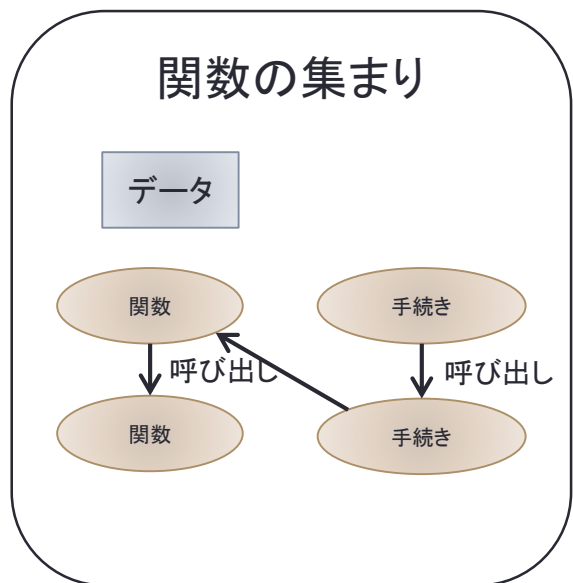 関数の集まり
データ
関数
手続き
呼び出し
呼び出し
関数
手続き